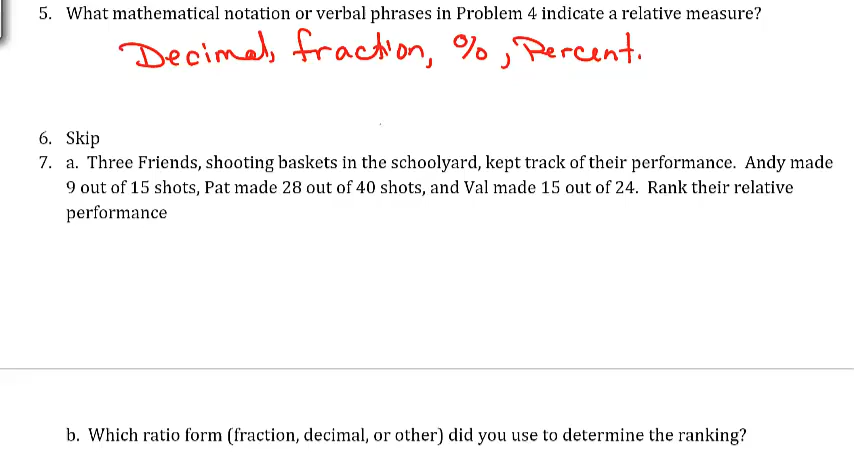 5. What mathematical notation or verbal phrases in Problem 4 indicate a relative measure?
Decimal, fraction, %, Percent.
6. Skip
7. a. Three Friends, shooting baskets in the schoolyard, kept track of their performance. Andy made
9 out of 15 shots, Pat made 28 out of 40 shots, and Val made 15 out of 24. Rank their relative
performance
b. Which ratio form (fraction, decimal, or other) did you use to determine the ranking?